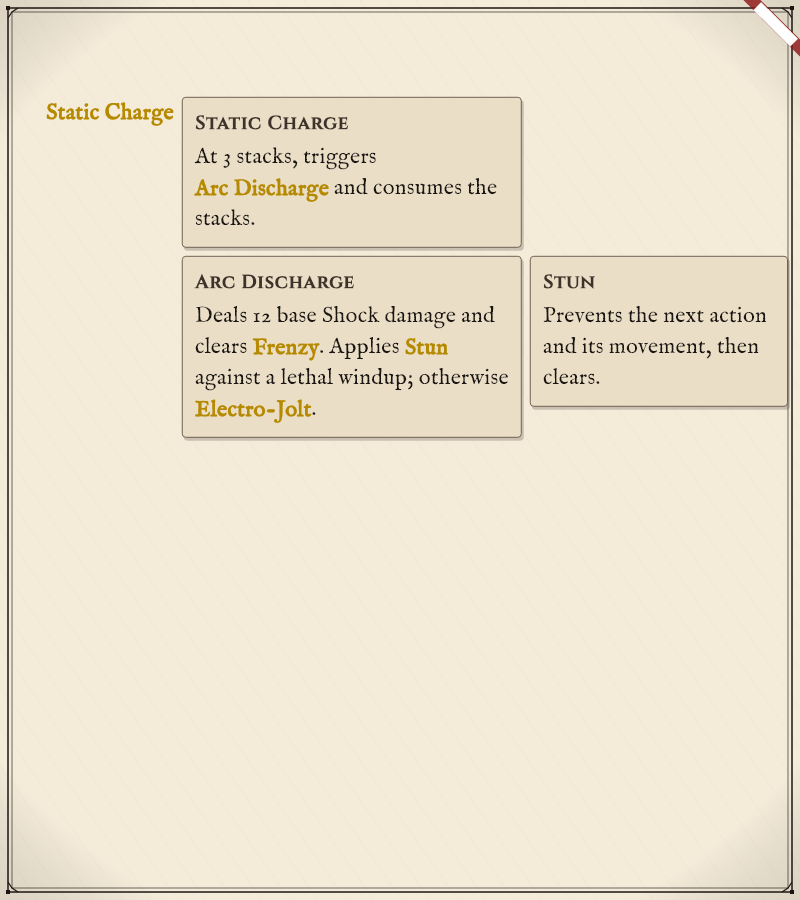 Static Charge
Static Charge
At 3 stacks, triggers
Arc Discharge and consumes the
stacks.
Arc Discharge
Deals 12 base Shock damage and
clears Frenzy. Applies Stun
against a lethal windup; otherwise
Electro-Jolt.
Stun
Prevents the next action
and its movement, then
clears.